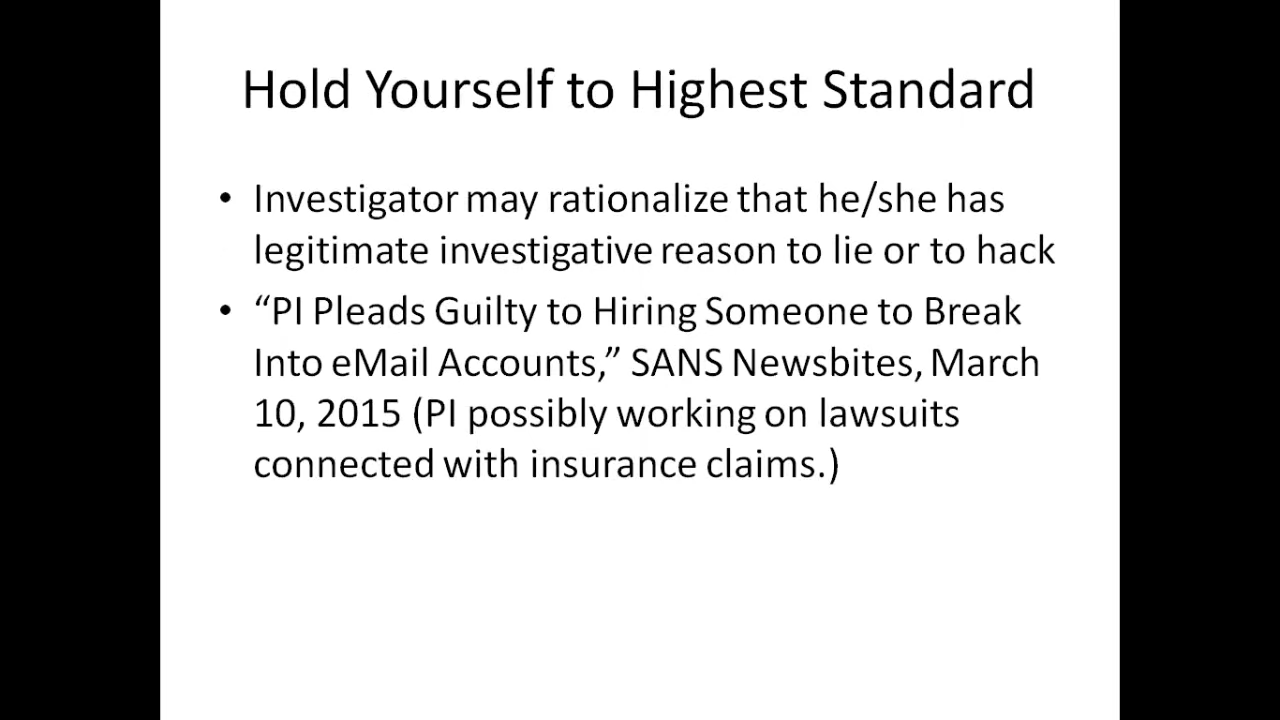 Hold Yourself to Highest Standard
• Investigator may rationalize that he/she has
legitimate investigative reason to lie or to hack
• “PI Pleads Guilty to Hiring Someone to Break
Into eMail Accounts,” SANS Newsbites, March
10, 2015 (PI possibly working on lawsuits
connected with insurance claims.)